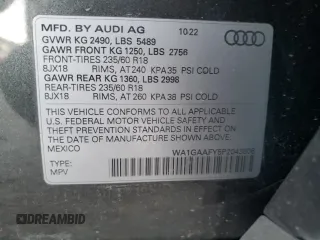 MFD. BY AUDI AG 10/22
GVWR KG 2490, LBS 5489
GAWR FRONT KG 1250, LBS 2756
FRONT-TIRES 235/60 R18
8JX18 RIMS, AT 240 KPA 35 PSI COLD
GAWR REAR KG 1360, LBS 2998
REAR-TIRES 235/60 R18
8JX18 RIMS, AT 260 KPA 38 PSI COLD
THIS VEHICLE CONFORMS TO ALL APPLICABLE
U.S. FEDERAL MOTOR VEHICLE SAFETY AND
THEFT PREVENTION STANDARDS IN EFFECT ON
THE DATE OF MANUFACTURE SHOWN ABOVE.
MEXICO
TYPE:
MPV
DREAMBID
AUTOASTAT